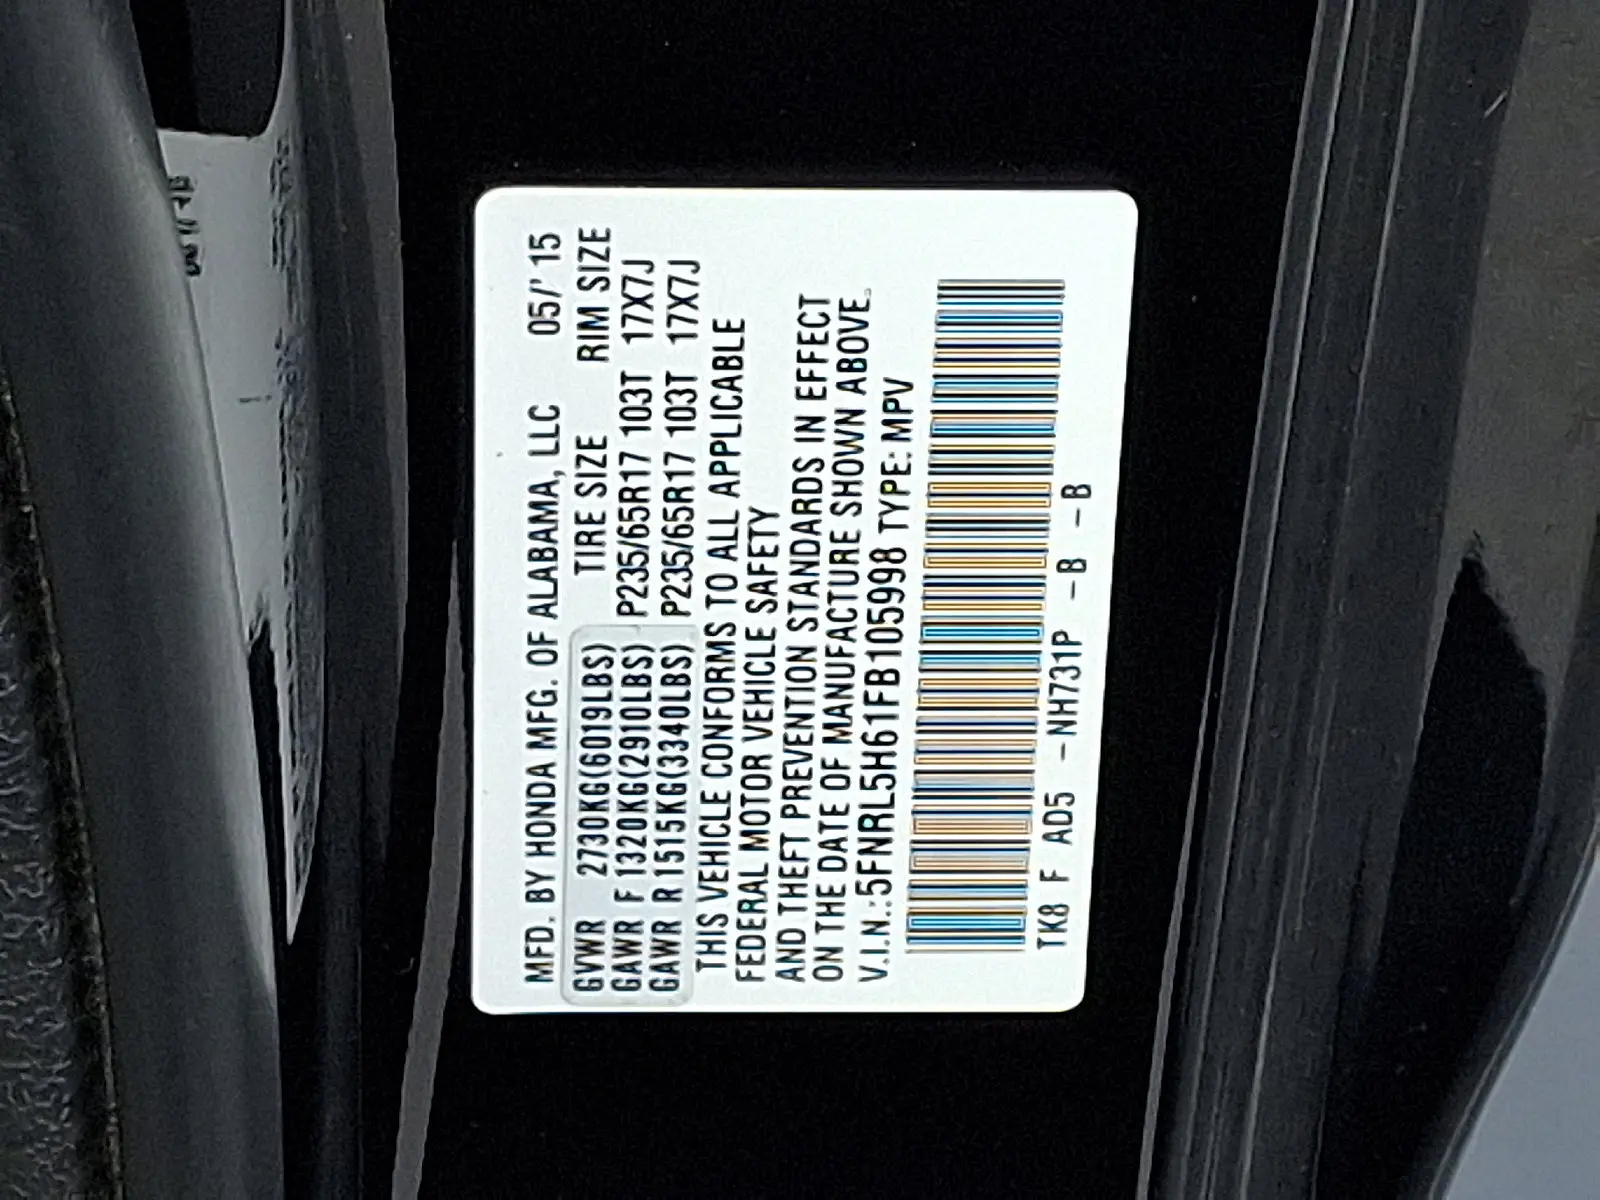 MFD. BY HONDA MFG. OF ALABAMA, LLC 05/'15
TIRE SIZE RIM SIZE
GVWR 2730KG(6019LBS)
GAWR F 1320KG(2910LBS) P235/65R17 103T 17X7J
GAWR R 1515KG(3340LBS) P235/65R17 103T 17X7J
THIS VEHICLE CONFORMS TO ALL APPLICABLE
FEDERAL MOTOR VEHICLE SAFETY
AND THEFT PREVENTION STANDARDS IN EFFECT
ON THE DATE OF MANUFACTURE SHOWN ABOVE.
V.I.N.:5FNRL5H61FB105998 TYPE: MPV
TK8 F AD5 -NH731P -B -B